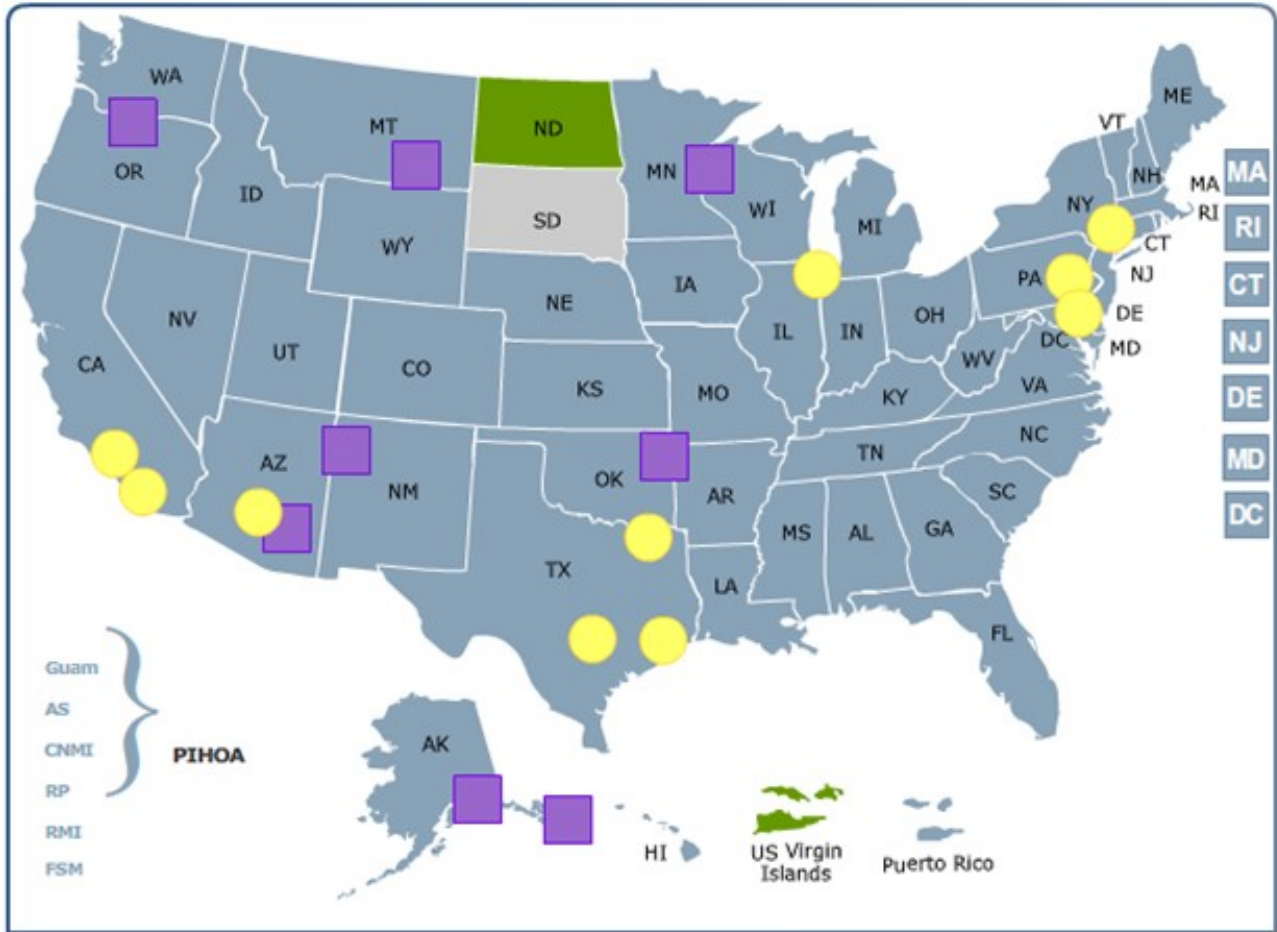 WA
MT
ND
MN
OR
ID
SD
WI
MI
WY
VT
ME
NH
NY
MA
RI
CT
NJ
PA
DE
MD
DC
IA
NE
NV
UT
CO
CA
IL
IN
OH
WV
VA
KS
MO
KY
NC
TN
AZ
NM
OK
AR
SC
MS
AL
GA
TX
LA
FL
MA
RI
CT
NJ
DE
MD
DC
Guam
AS
CNMI
RP
RMI
FSM
PIHOA
AK
HI
US Virgin
Islands
Puerto Rico